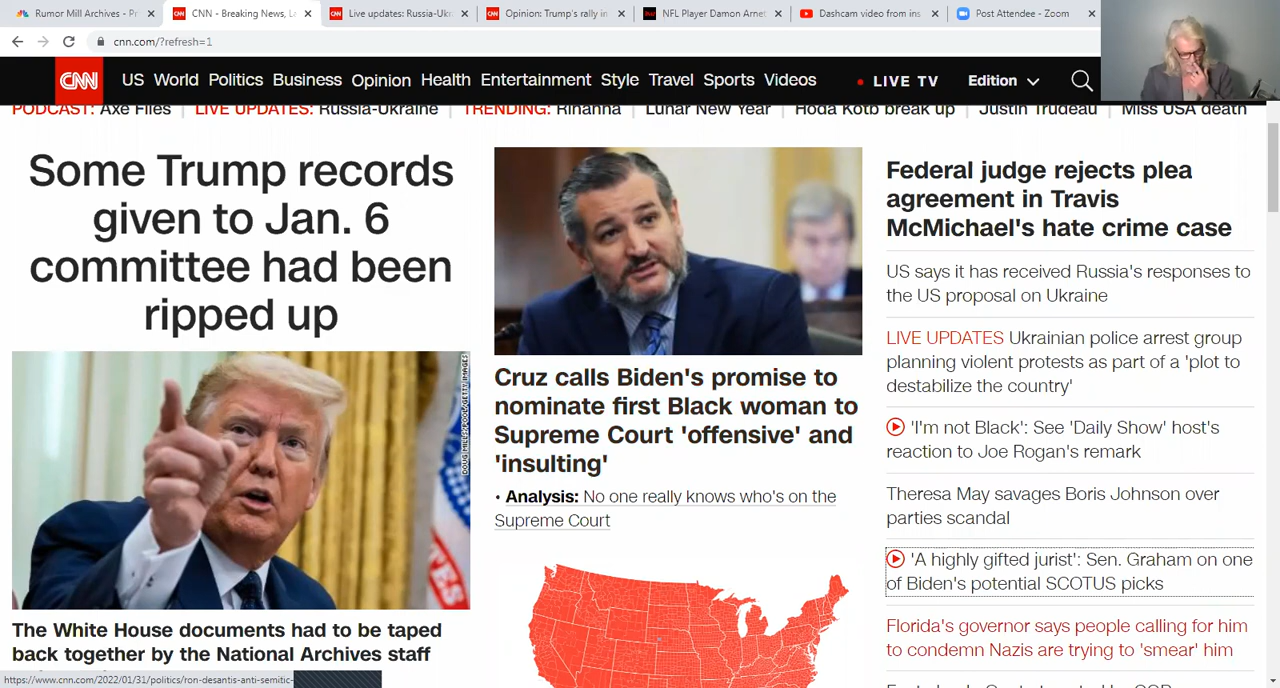 Rumor Mill Archives - Pr
CNN - Breaking News, La
Live updates: Russia-Ukr
Opinion: Trump's rally in
NFL Player Damon Arnet
Dashcam video from ins
Post Attendee - Zoom
cnn.com/?refresh=1
CNN
US World Politics Business Opinion Health Entertainment Style Travel Sports Videos
LIVE TV
Edition
PODCAST: Axe Files
LIVE UPDATES: Russia-Ukraine
TRENDING: Rihanna
Lunar New Year
Hoda Kotb break up
Justin Trudeau
Miss USA death
Some Trump records
given to Jan. 6
committee had been
ripped up
DOUG MILLS/POOL/GETTY IMAGES
The White House documents had to be taped
back together by the National Archives staff
Cruz calls Biden's promise to
nominate first Black woman to
Supreme Court 'offensive' and
'insulting'
• Analysis: No one really knows who's on the
Supreme Court
Federal judge rejects plea
agreement in Travis
McMichael's hate crime case
US says it has received Russia's responses to
the US proposal on Ukraine
LIVE UPDATES Ukrainian police arrest group
planning violent protests as part of a 'plot to
destabilize the country'
'I'm not Black': See 'Daily Show' host's
reaction to Joe Rogan's remark
Theresa May savages Boris Johnson over
parties scandal
'A highly gifted jurist': Sen. Graham on one
of Biden's potential SCOTUS picks
Florida's governor says people calling for him
to condemn Nazis are trying to 'smear' him
https://www.cnn.com/2022/01/31/politics/ron-desantis-anti-semitic-